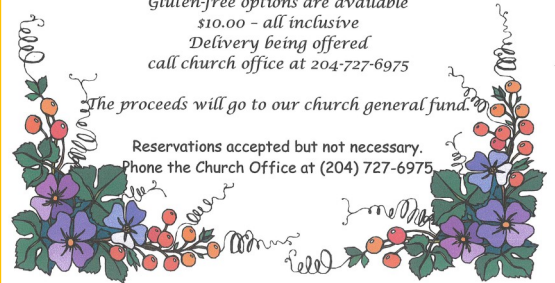 Gluten-free options are available
$10.00 – all inclusive
Delivery being offered
call church office at 204-727-6975
The proceeds will go to our church general fund.
Reservations accepted but not necessary.
Phone the Church Office at (204) 727-6975